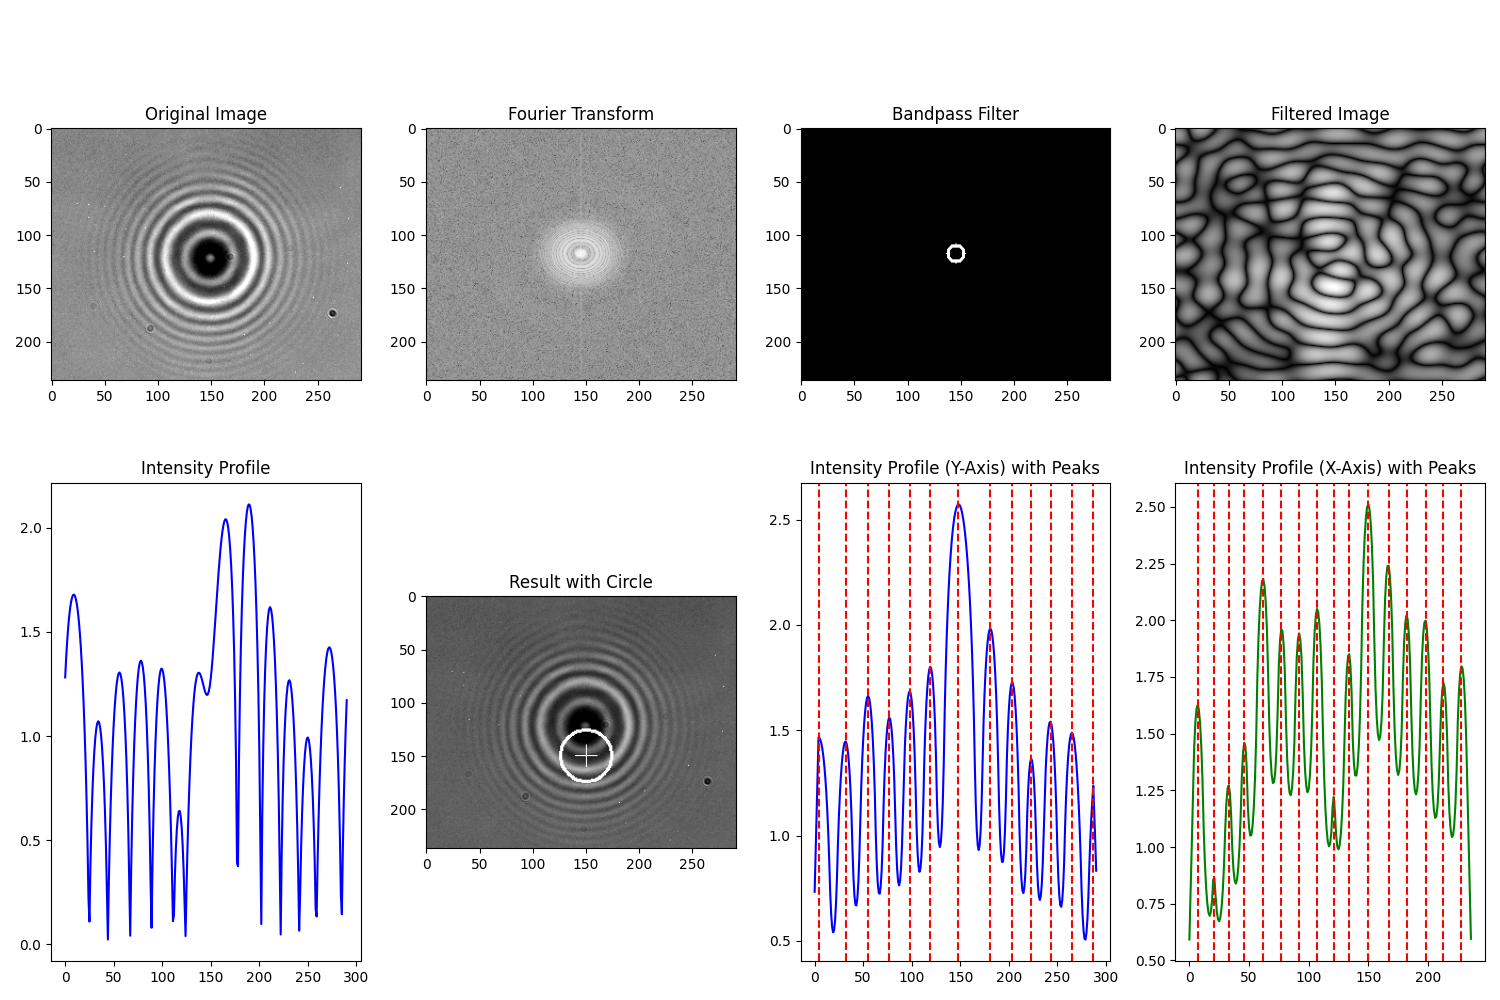 Original Image
Fourier Transform
Bandpass Filter
Filtered Image
0
50
100
150
200
0 50 100 150 200 250
0
50
100
150
200
0 50 100 150 200 250
0
50
100
150
200
0 50 100 150 200 250
0
50
100
150
200
0 50 100 150 200 250
Intensity Profile
2.0
1.5
1.0
0.5
0.0
0 50 100 150 200 250 300
Result with Circle
0
50
100
150
200
0 50 100 150 200 250
Intensity Profile (Y-Axis) with Peaks
2.5
2.0
1.5
1.0
0.5
0 50 100 150 200 250 300
Intensity Profile (X-Axis) with Peaks
2.50
2.25
2.00
1.75
1.50
1.25
1.00
0.75
0.50
0 50 100 150 200